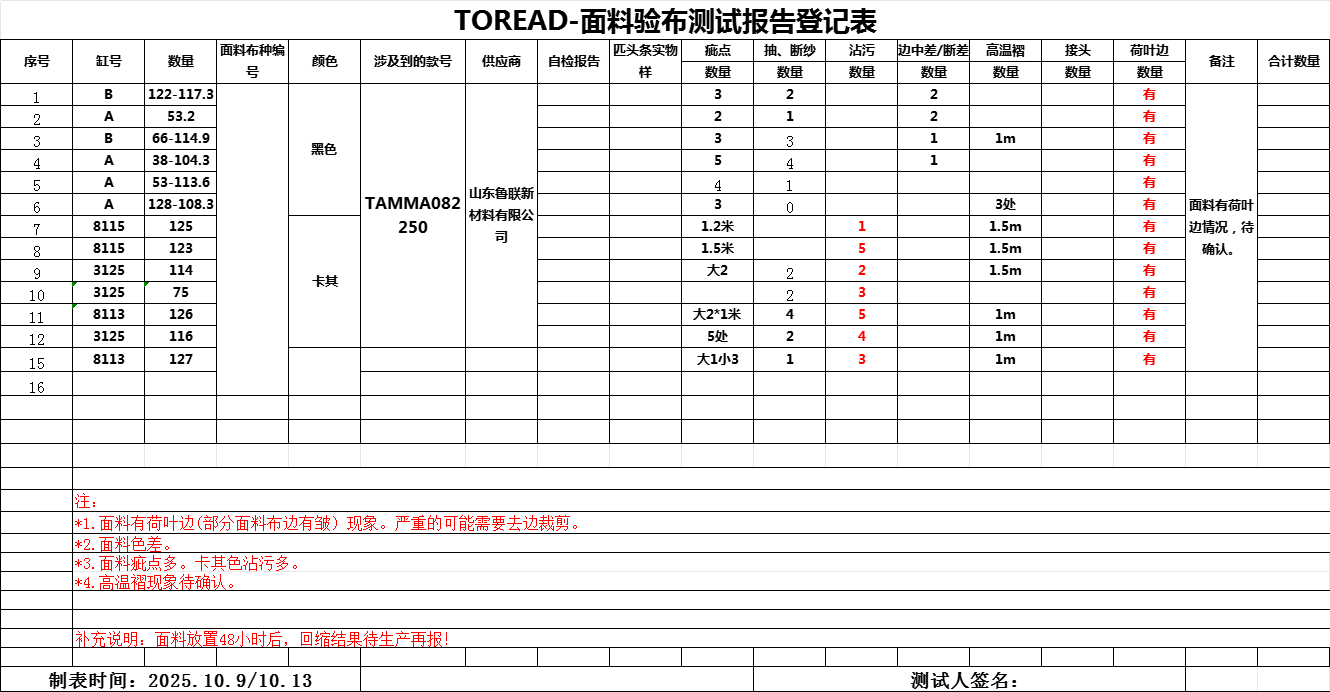 TOREAD-面料验布测试报告登记表
序号 缸号 数量 面料布种编号 颜色 涉及到的款号 供应商 自检报告 匹头条实物样 疵点 抽、断纱 沾污 边中差/断差 高温褶 接头 荷叶边 备注 合计数量
数量 数量 数量 数量 数量 数量 数量
1 B 122-117.3 3 2 2 有
2 A 53.2 2 1 2 有
3 B 66-114.9 3 3 1 1m 有
黑色
4 A 38-104.3 5 4 1 有
5 A 53-113.6 4 1 有
6 A 128-108.3 3 0 3处 有
TAMMA082250
山东鲁联新材料有限公司
面料有荷叶边情况，待确认。
7 8115 125 1.2米 1 1.5m 有
8 8115 123 1.5米 5 1.5m 有
9 3125 114 大2 2 2 1.5m 有
卡其
10 3125 75 2 3 有
11 8113 126 大2*1米 4 5 1m 有
12 3125 116 5处 2 4 1m 有
15 8113 127 大1小3 1 3 1m 有
16
注：
*1.面料有荷叶边(部分面料布边有皱）现象。严重的可能需要去边裁剪。
*2.面料色差。
*3.面料疵点多。卡其色沾污多。
*4.高温褶现象待确认。
补充说明：面料放置48小时后，回缩结果待生产再报!
制表时间：2025.10.9/10.13 测试人签名：